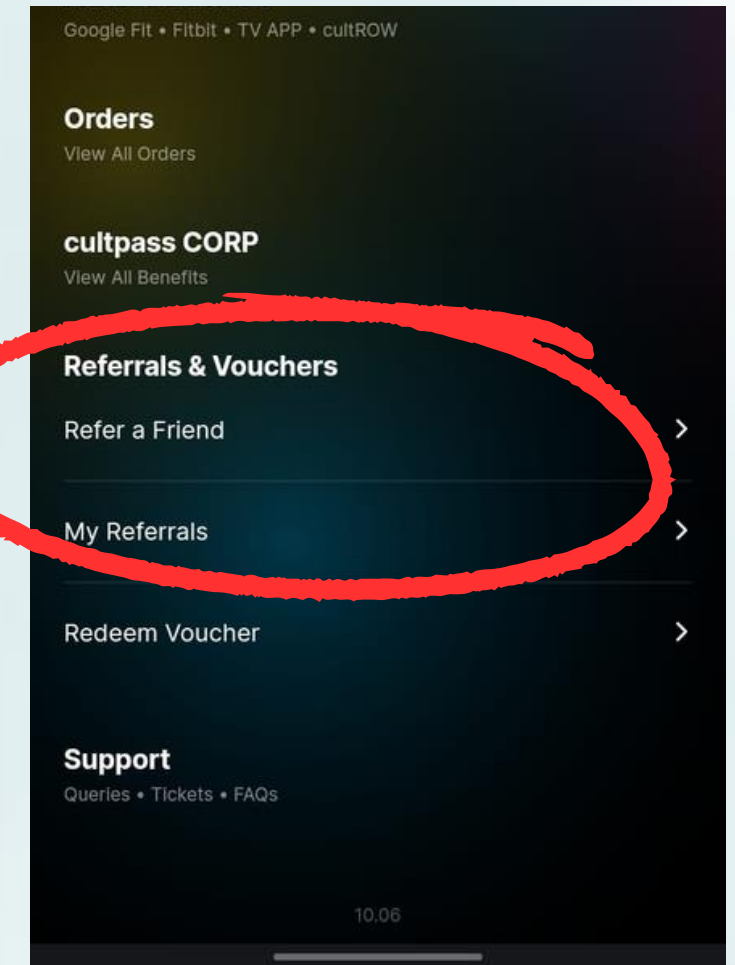 Google Fit • Fitbit • TV APP • cultROW
Orders
View All Orders
cultpass CORP
View All Benefits
Referrals & Vouchers
Refer a Friend
My Referrals
Redeem Voucher
Support
Queries • Tickets • FAQs
10.06